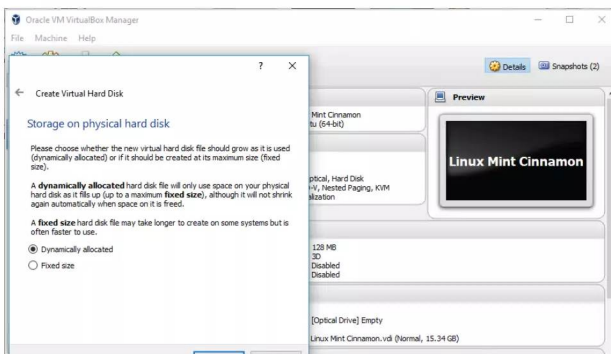 Oracle VM VirtualBox Manager
File Machine Help
Details Snapshots (2)
? X
Create Virtual Hard Disk
Storage on physical hard disk
Please choose whether the new virtual hard disk file should grow as it is used
(dynamically allocated) or if it should be created at its maximum size (fixed
size).
A dynamically allocated hard disk file will only use space on your physical
hard disk as it fills up (up to a maximum fixed size), although it will not shrink
again automatically when space on it is freed.
A fixed size hard disk file may take longer to create on some systems but is
often faster to use.
Dynamically allocated
Fixed size
Mint Cinnamon
tu (64-bit)
ptical, Hard Disk
-V, Nested Paging, KVM
alization
128 MB
3D
Disabled
Disabled
[Optical Drive] Empty
Linux Mint Cinnamon.vdi (Normal, 15.34 GB)
Preview
Linux Mint Cinnamon